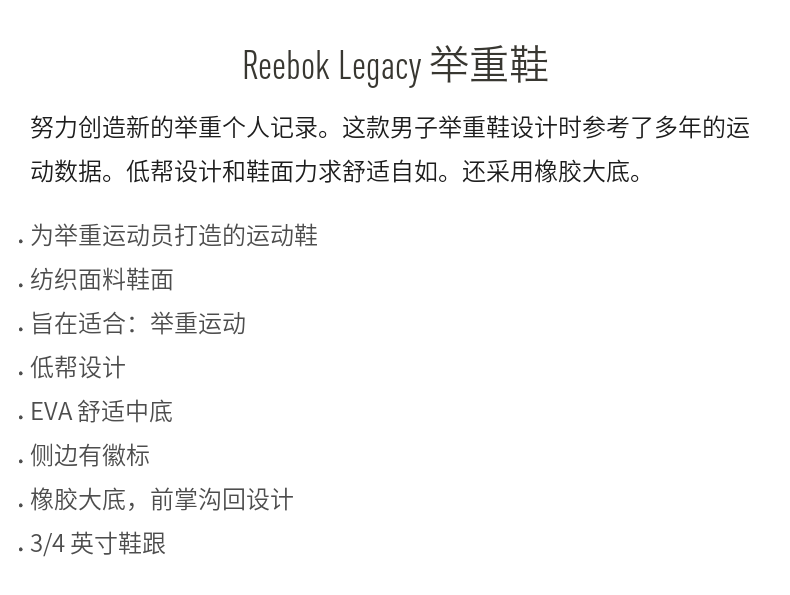 Reebok Legacy 举重鞋
努力创造新的举重个人记录。这款男子举重鞋设计时参考了多年的运
动数据。低帮设计和鞋面力求舒适自如。还采用橡胶大底。
. 为举重运动员打造的运动鞋
. 纺织面料鞋面
. 旨在适合：举重运动
. 低帮设计
. EVA 舒适中底
. 侧边有徽标
. 橡胶大底，前掌沟回设计
. 3/4 英寸鞋跟